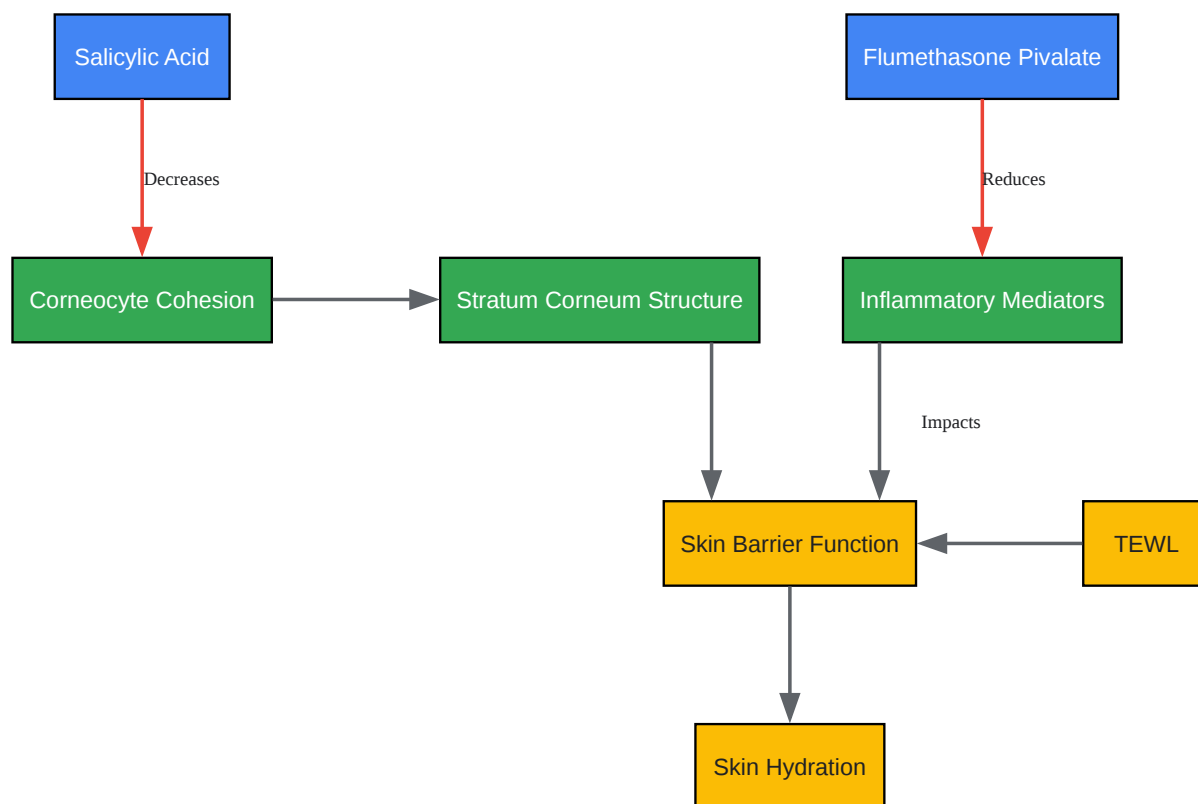 Salicylic Acid
Flumethasone Pivalate
Decreases
Reduces
Corneocyte Cohesion
Stratum Corneum Structure
Inflammatory Mediators
Impacts
Skin Barrier Function
TEWL
Skin Hydration